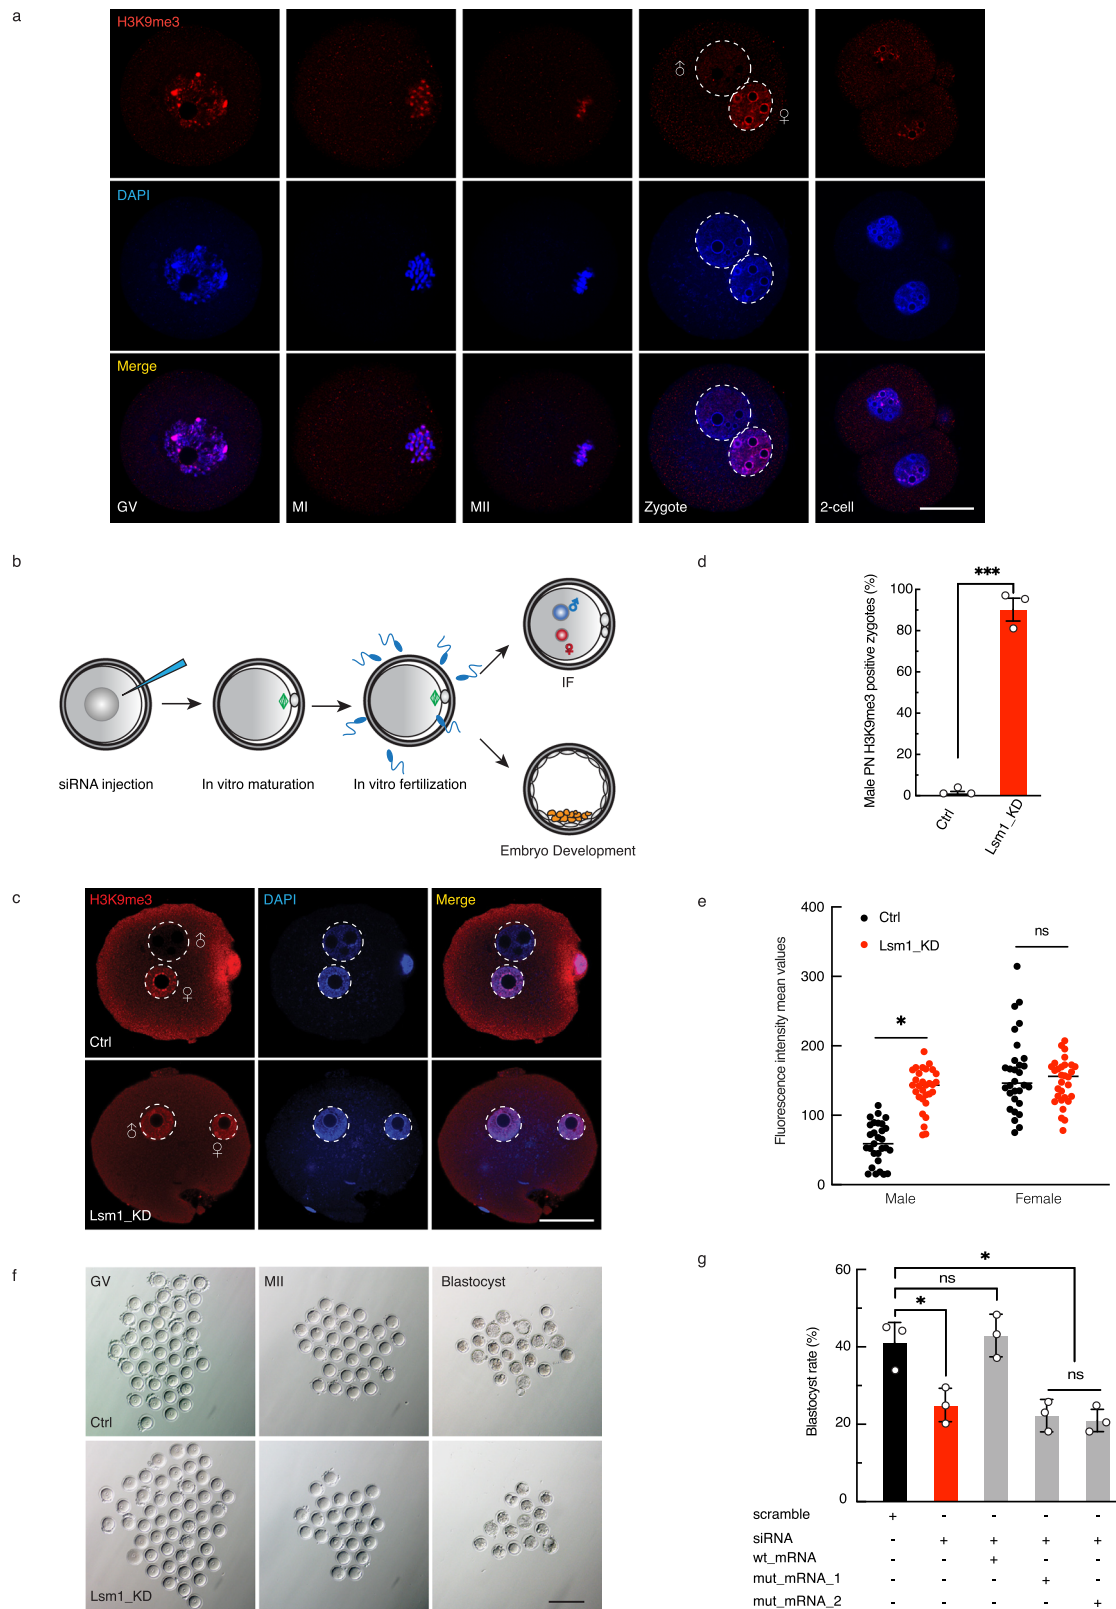 a
H3K9me3
♂
♀
DAPI
Merge
GV
MI
MII
Zygote
2-cell
b
♂
♀
IF
siRNA injection
In vitro maturation
In vitro fertilization
Embryo Development
d
***
Male PN H3K9me3 positive zygotes (%)
100
80
60
40
20
0
Ctrl
Lsm1_KD
c
H3K9me3
DAPI
Merge
♂
♀
Ctrl
♂
♀
Lsm1_KD
e
Fluorescence intensity mean values
400
300
200
100
0
Ctrl
Lsm1_KD
*
ns
Male
Female
f
GV
MII
Blastocyst
Ctrl
Lsm1_KD
g
*
ns
*
ns
Blastocyst rate (%)
60
40
20
0
scramble + - - - -
siRNA - + + + +
wt_mRNA - - + - -
mut_mRNA_1 - - - + -
mut_mRNA_2 - - - - +